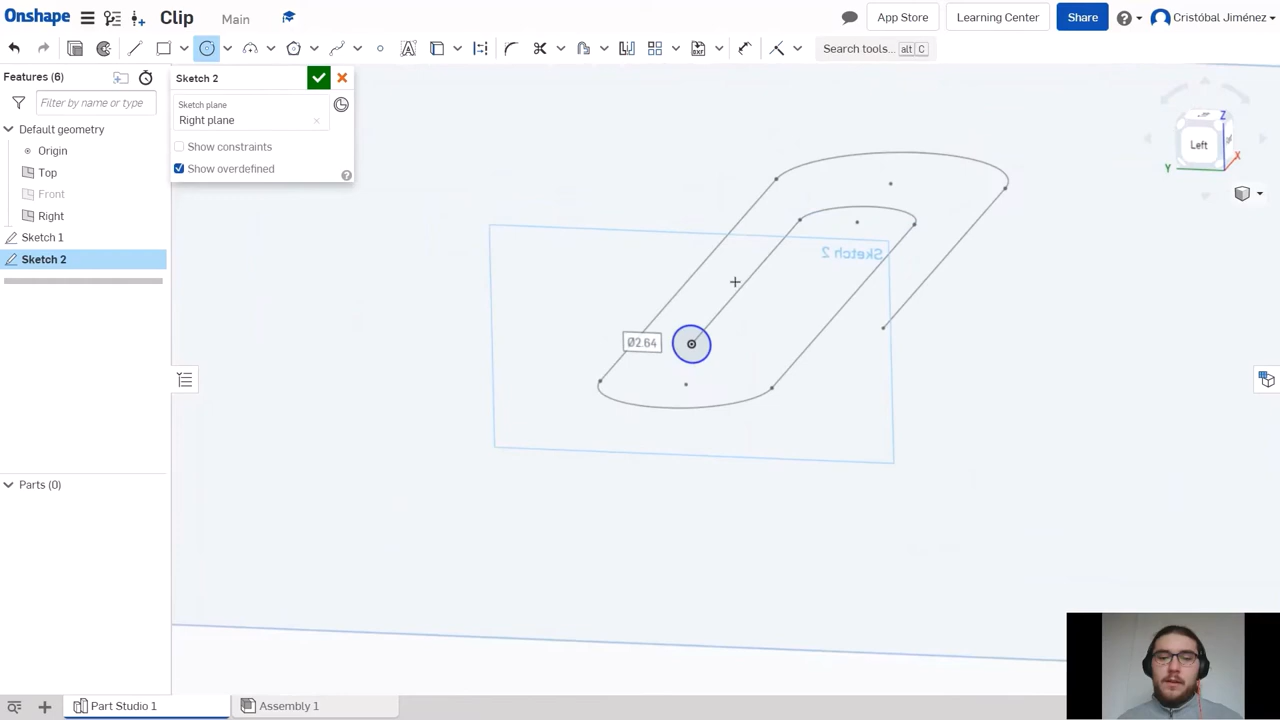 Onshape
Clip
Main
App Store
Learning Center
Share
Cristóbal Jiménez
Search tools...
alt C
Features (6)
Filter by name or type
Default geometry
Origin
Top
Front
Right
Sketch 1
Sketch 2
Parts (0)
Sketch 2
Sketch plane
Right plane
Show constraints
Show overdefined
Sketch 2
Ø2.64
Z
Left
Y
X
Part Studio 1
Assembly 1